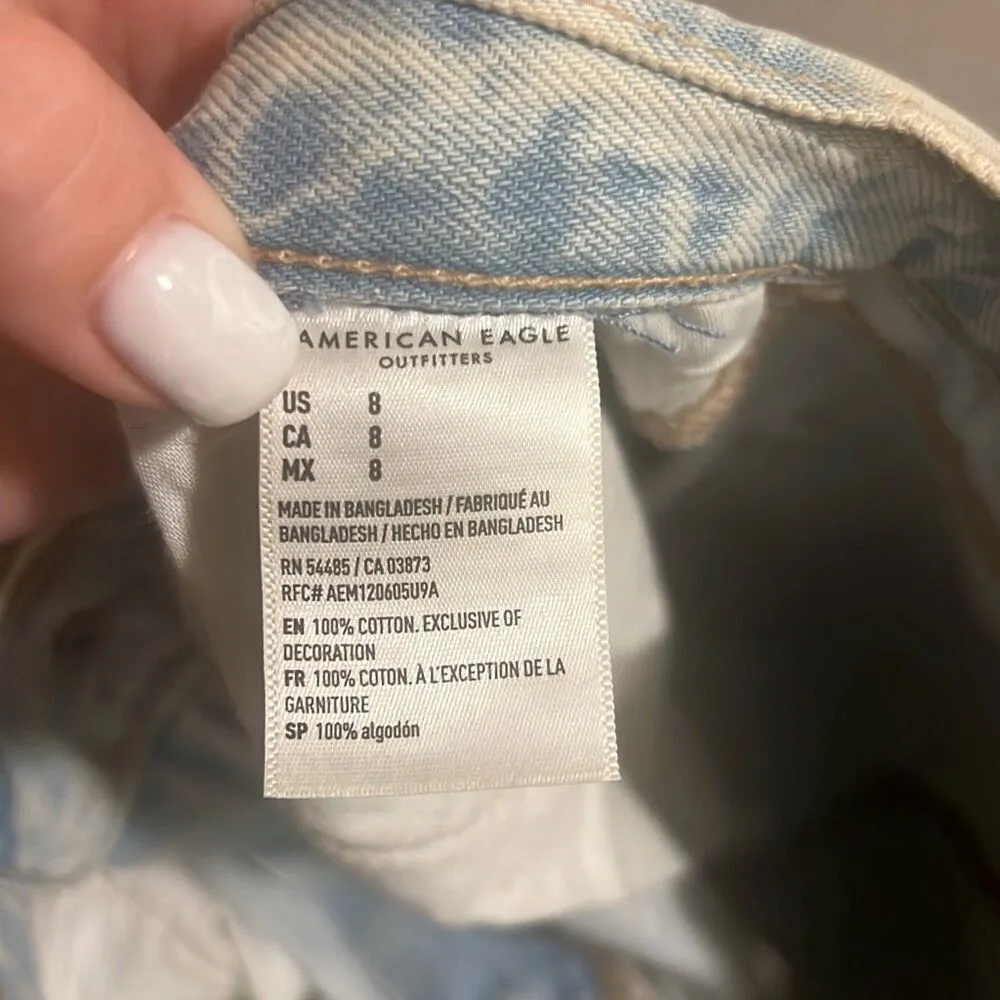 AMERICAN EAGLE
OUTFITTERS
US 8
CA 8
MX 8
MADE IN BANGLADESH / FABRIQUÉ AU
BANGLADESH / HECHO EN BANGLADESH
RN 54485 / CA 03873
RFC# AEM120605U9A
EN 100% COTTON. EXCLUSIVE OF
DECORATION
FR 100% COTON. À L'EXCEPTION DE LA
GARNITURE
SP 100% algodón